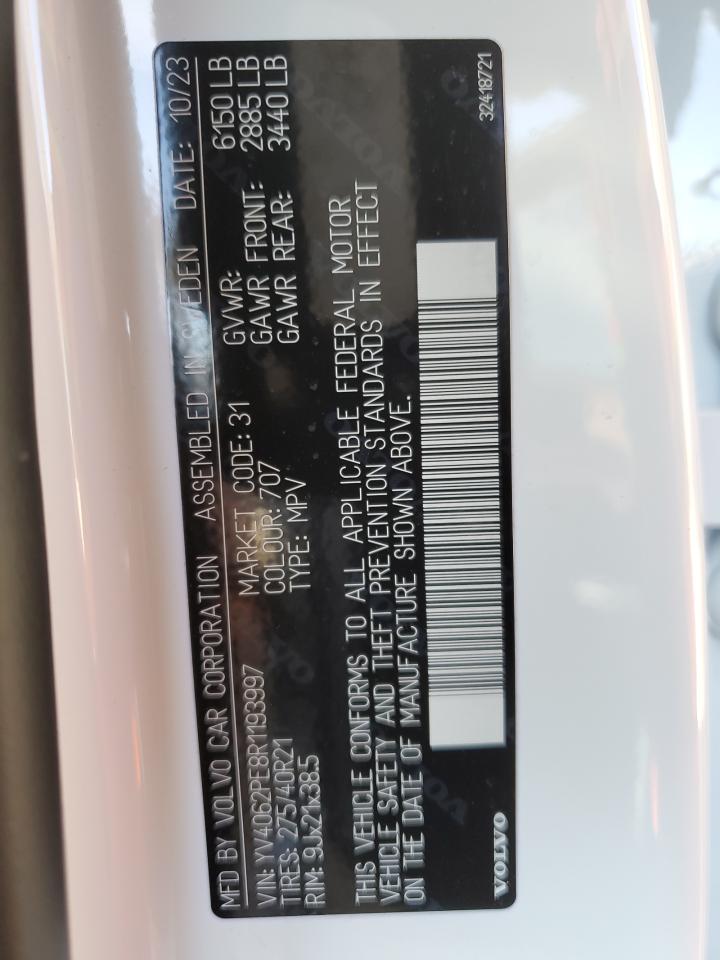 MFD BY VOLVO CAR CORPORATION ASSEMBLED IN SWEDEN DATE: 10/23
VIN: YV4062PE8R1193997 MARKET CODE: 31 GVWR: 6150 LB
TIRES: 275/40R21 COLOUR: 707 GAWR FRONT: 2885 LB
RIM: 9Jx21x38.5 TYPE: MPV GAWR REAR: 3440 LB
THIS VEHICLE CONFORMS TO ALL APPLICABLE FEDERAL MOTOR
VEHICLE SAFETY AND THEFT PREVENTION STANDARDS IN EFFECT
ON THE DATE OF MANUFACTURE SHOWN ABOVE.
VOLVO 32418721